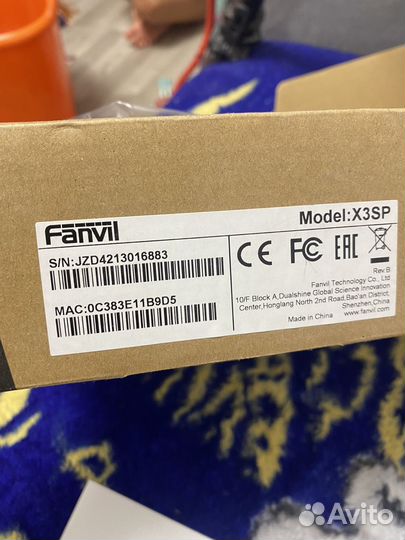 Fanvil
Model:X3SP
S/N:JZD4213016883
MAC:0C383E11B9D5
CE FC EAC
Rev.B
Fanvil Technology Co., Ltd
10/F Block A,Dualshine Global Science Innovation
Center,Honglang North 2nd Road,Bao'an District,
Shenzhen,China
www.fanvil.com
Made in China
Avito